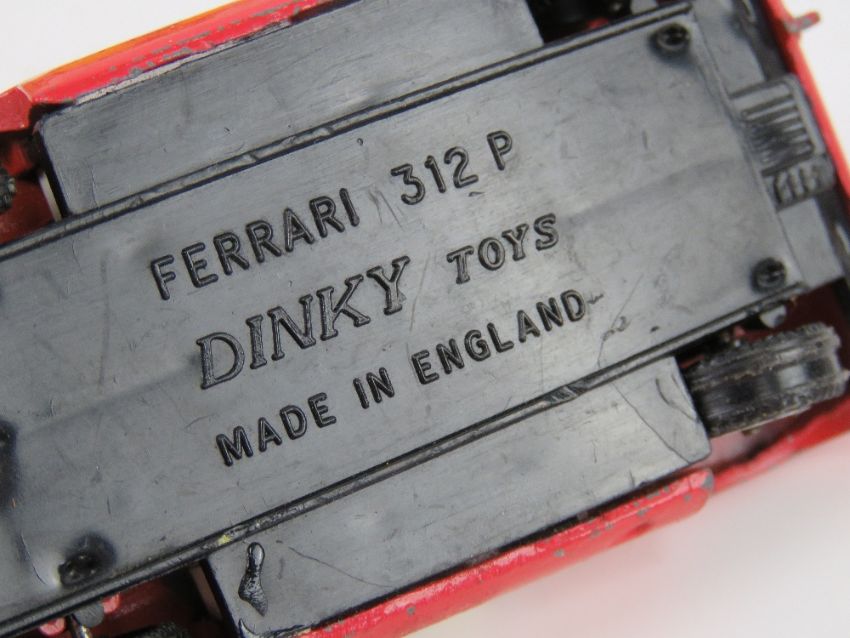 FERRARI 312 P
DINKY TOYS
MADE IN ENGLAND